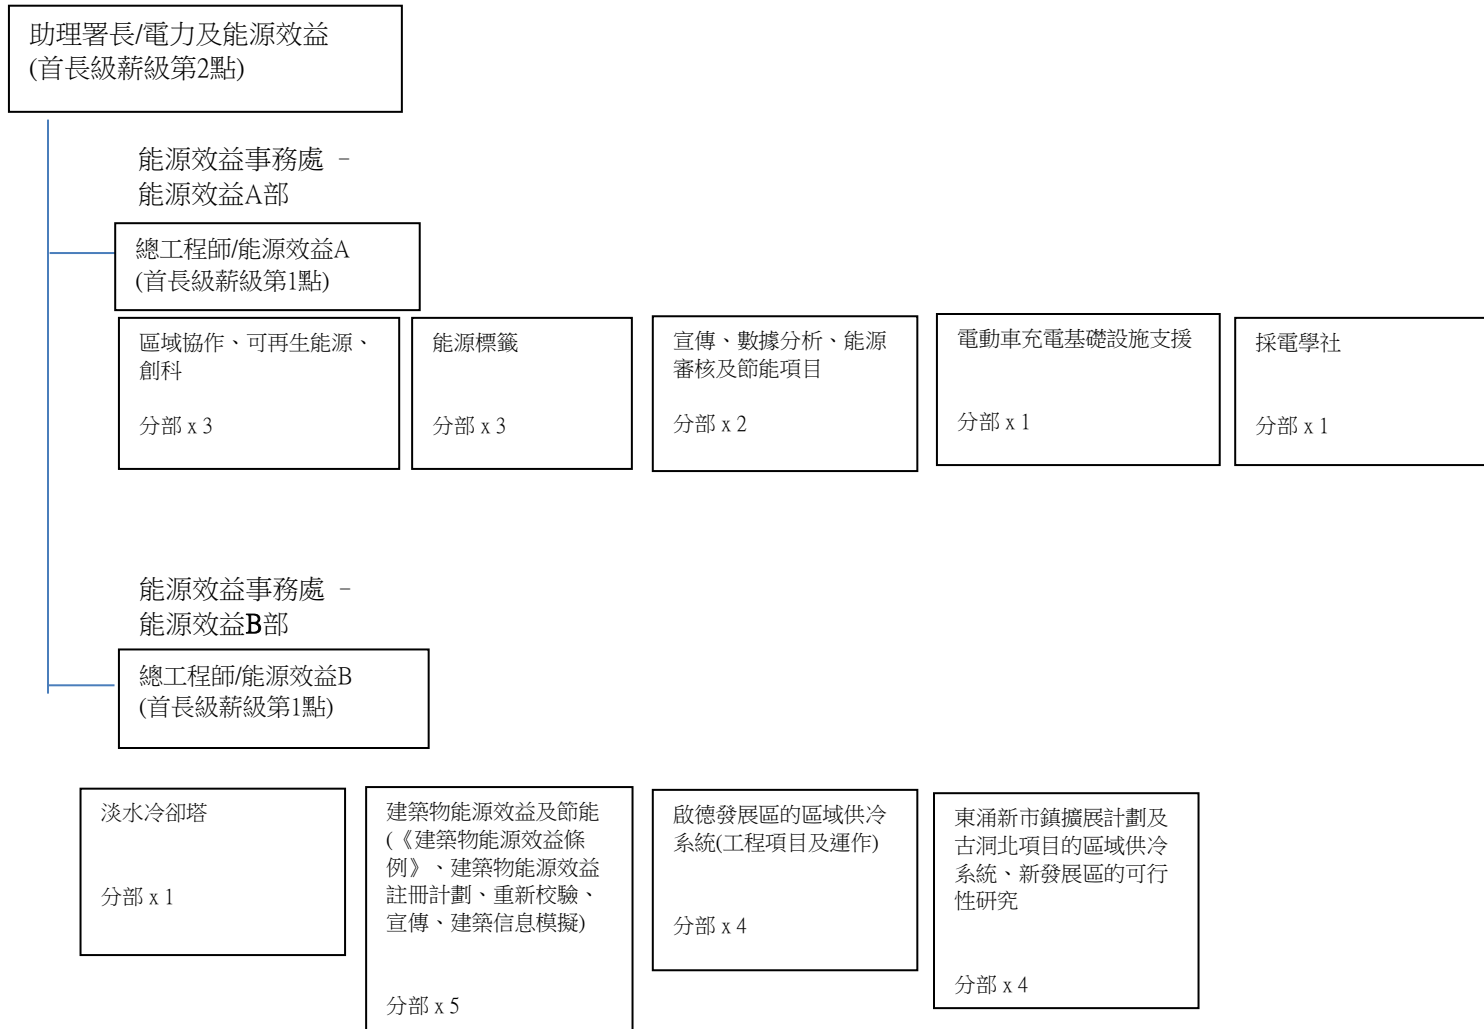 助理署長/電力及能源效益
(首長級薪級第2點)
能源效益事務處 －
能源效益A部
總工程師/能源效益A
(首長級薪級第1點)
區域協作、可再生能源、
創科
分部 x 3
能源標籤
分部 x 3
宣傳、數據分析、能源
審核及節能項目
分部 x 2
電動車充電基礎設施支援
分部 x 1
採電學社
分部 x 1
能源效益事務處 －
能源效益B部
總工程師/能源效益B
(首長級薪級第1點)
淡水冷卻塔
分部 x 1
建築物能源效益及節能
(《建築物能源效益條
例》、建築物能源效益
註冊計劃、重新校驗、
宣傳、建築信息模擬)
分部 x 5
啟德發展區的區域供冷
系統(工程項目及運作)
分部 x 4
東涌新市鎮擴展計劃及
古洞北項目的區域供冷
系統、新發展區的可行
性研究
分部 x 4